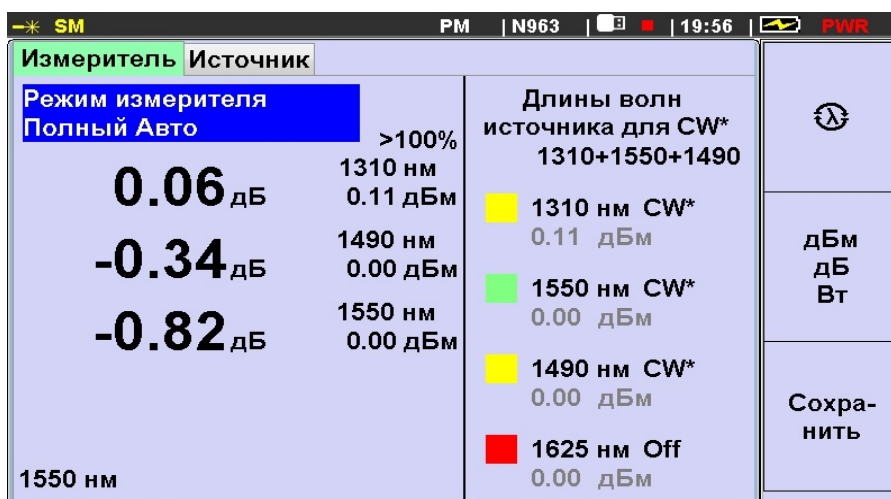 SM PM | N963 | | 19:56 | PWR
Измеритель Источник
Режим измерителя
Полный Авто
>100%
0.06 дБ
1310 нм
0.11 дБм
-0.34 дБ
1490 нм
0.00 дБм
-0.82 дБ
1550 нм
0.00 дБм
1550 нм
Длины волн
источника для CW*
1310+1550+1490
1310 нм CW*
0.11 дБм
1550 нм CW*
0.00 дБм
1490 нм CW*
0.00 дБм
1625 нм Off
0.00 дБм
λ
дБм
дБ
Вт
Сохра-
нить